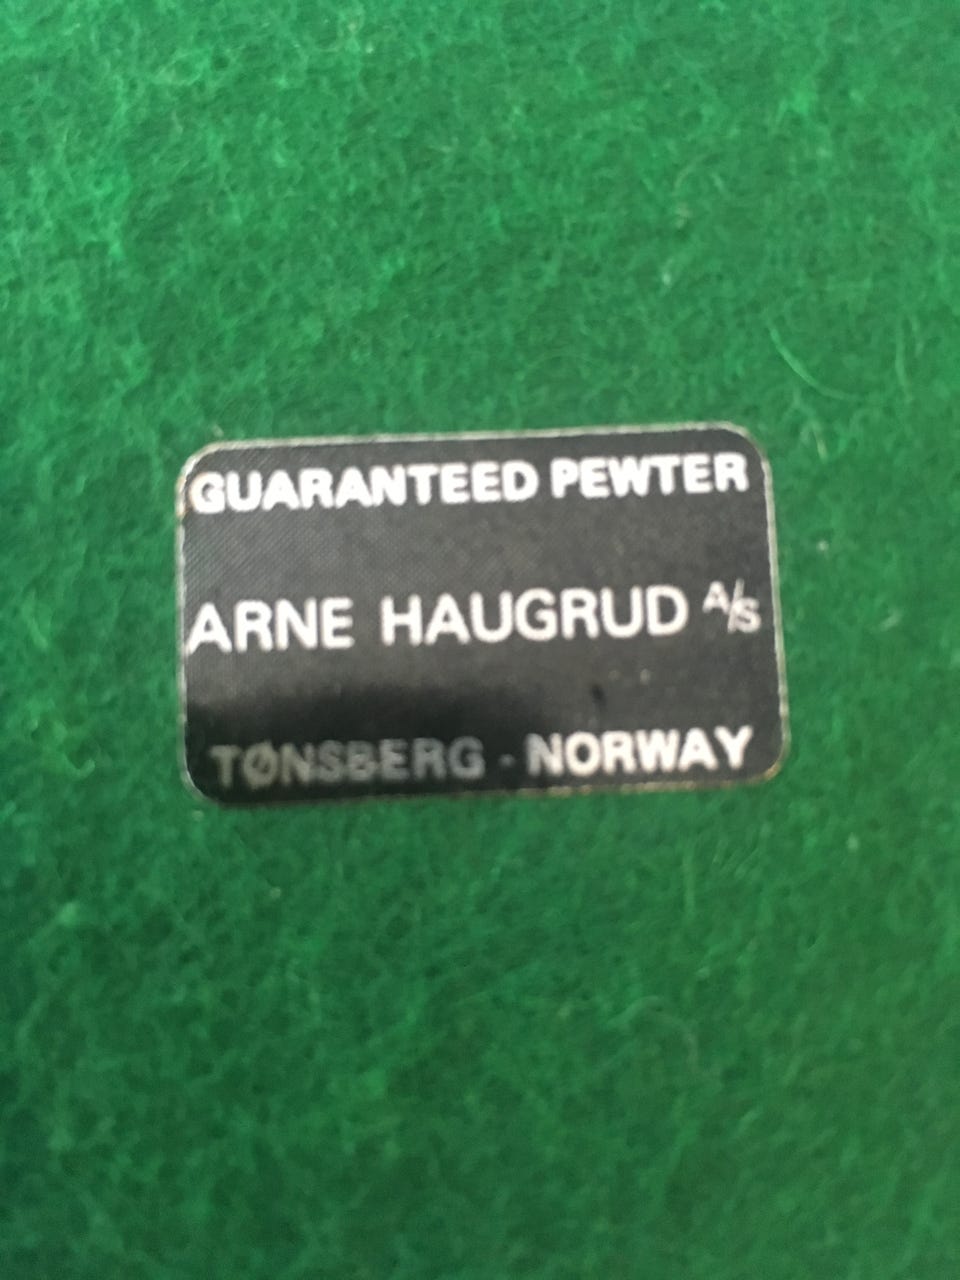 GUARANTEED PEWTER
ARNE HAUGRUD A/S
TØNSBERG - NORWAY